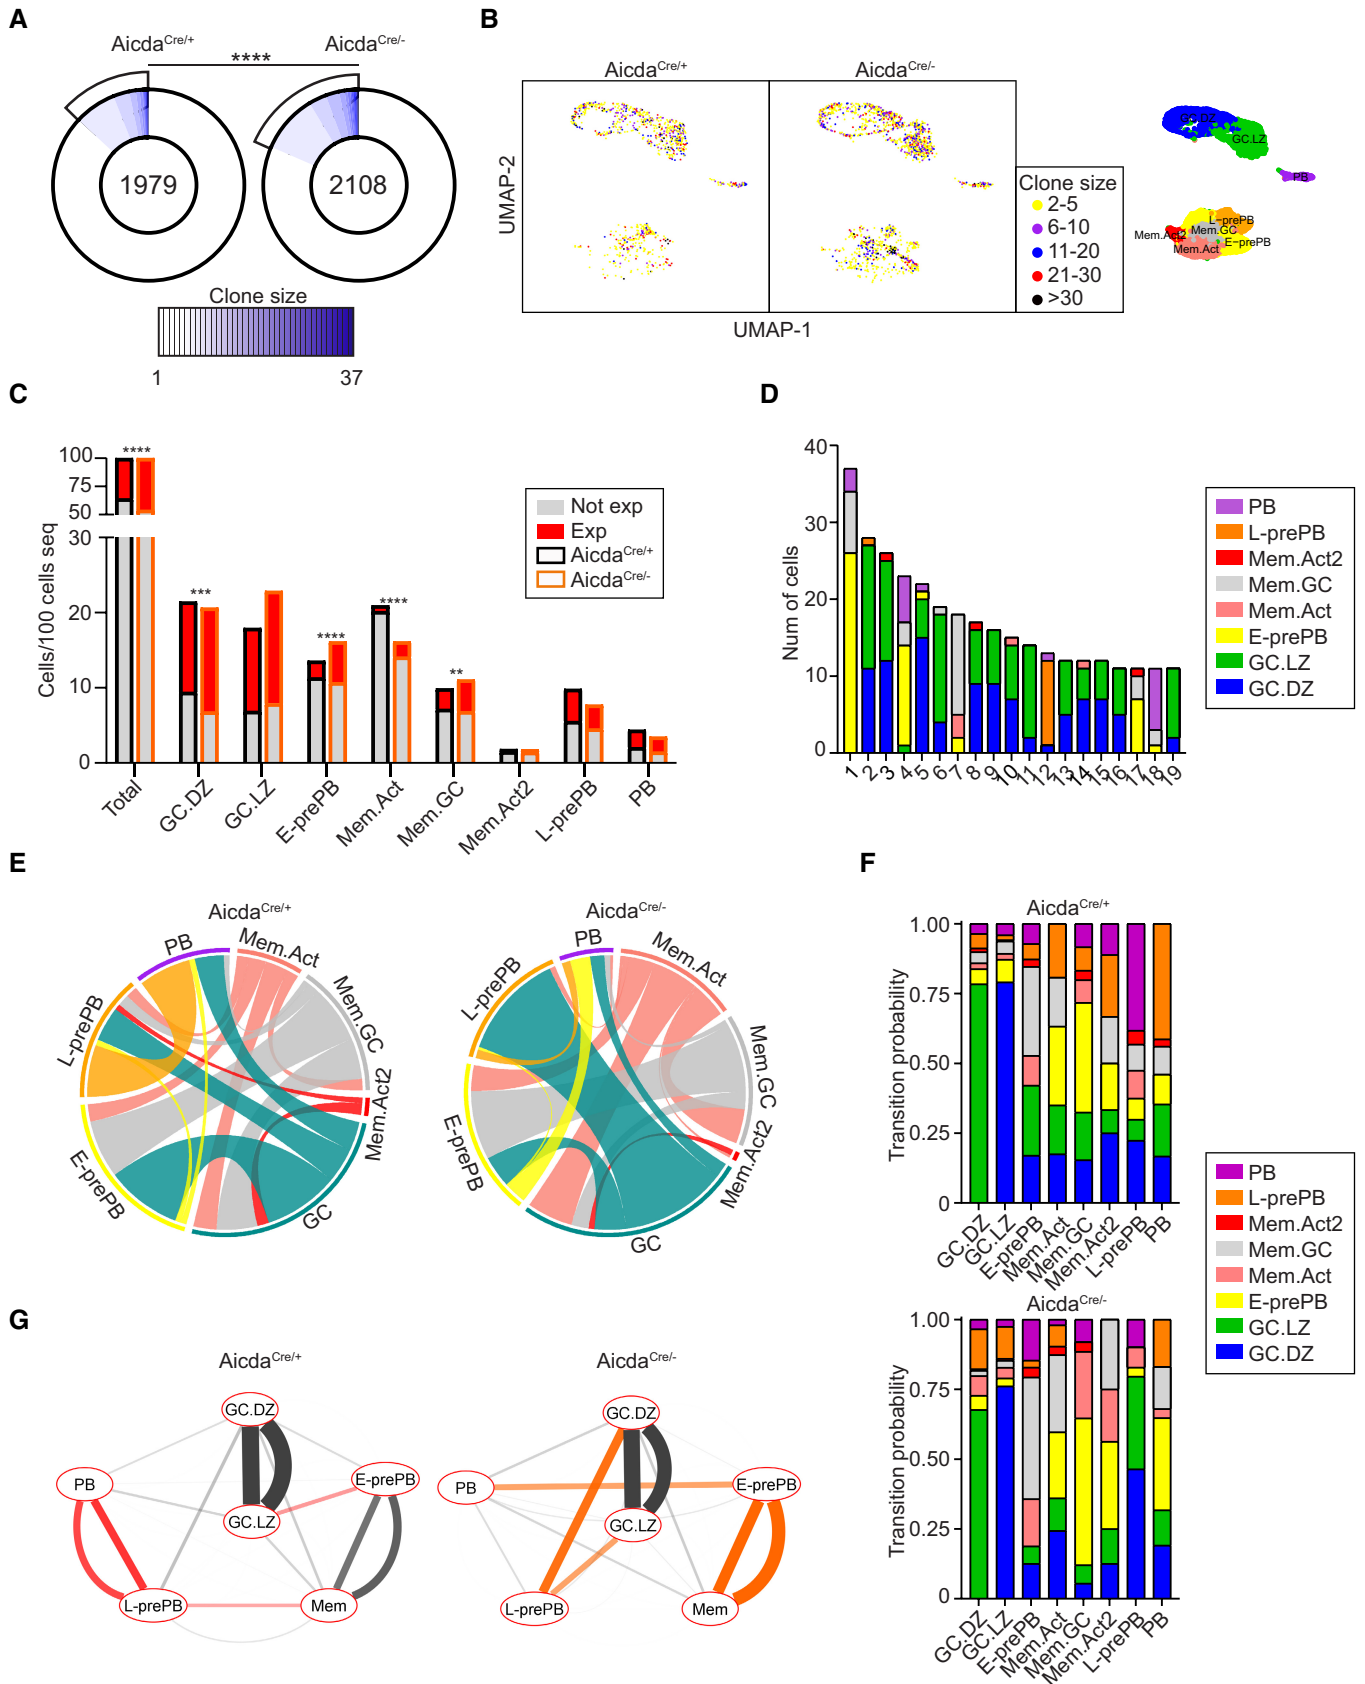 A
Aicda^Cre/+
Aicda^Cre/-
****
1979
2108
Clone size
1
37
B
Aicda^Cre/+
Aicda^Cre/-
UMAP-2
UMAP-1
Clone size
2-5
6-10
11-20
21-30
>30
GC.DZ
GC.LZ
PB
L-prePB
Mem.Act2
Mem.GC
E-prePB
Mem.Act
C
Cells/100 cells seq
100
75
50
30
20
10
0
****
***
****
****
**
Not exp
Exp
Aicda^Cre/+
Aicda^Cre/-
Total
GC.DZ
GC.LZ
E-prePB
Mem.Act
Mem.GC
Mem.Act2
L-prePB
PB
D
Num of cells
40
30
20
10
0
1
2
3
4
5
6
7
8
9
10
11
12
13
14
15
16
17
18
19
PB
L-prePB
Mem.Act2
Mem.GC
Mem.Act
E-prePB
GC.LZ
GC.DZ
E
Aicda^Cre/+
PB
Mem.Act
Mem.GC
Mem.Act2
GC
E-prePB
L-prePB
Aicda^Cre/-
PB
Mem.Act
Mem.GC
Mem.Act2
GC
E-prePB
L-prePB
F
Aicda^Cre/+
Transition probability
1.00
0.75
0.50
0.25
0
GC.DZ
GC.LZ
E-prePB
Mem.Act
Mem.GC
Mem.Act2
L-prePB
PB
Aicda^Cre/-
Transition probability
1.00
0.75
0.50
0.25
0
GC.DZ
GC.LZ
E-prePB
Mem.Act
Mem.GC
Mem.Act2
L-prePB
PB
PB
L-prePB
Mem.Act2
Mem.GC
Mem.Act
E-prePB
GC.LZ
GC.DZ
G
Aicda^Cre/+
GC.DZ
PB
E-prePB
GC.LZ
L-prePB
Mem
Aicda^Cre/-
GC.DZ
PB
E-prePB
GC.LZ
L-prePB
Mem